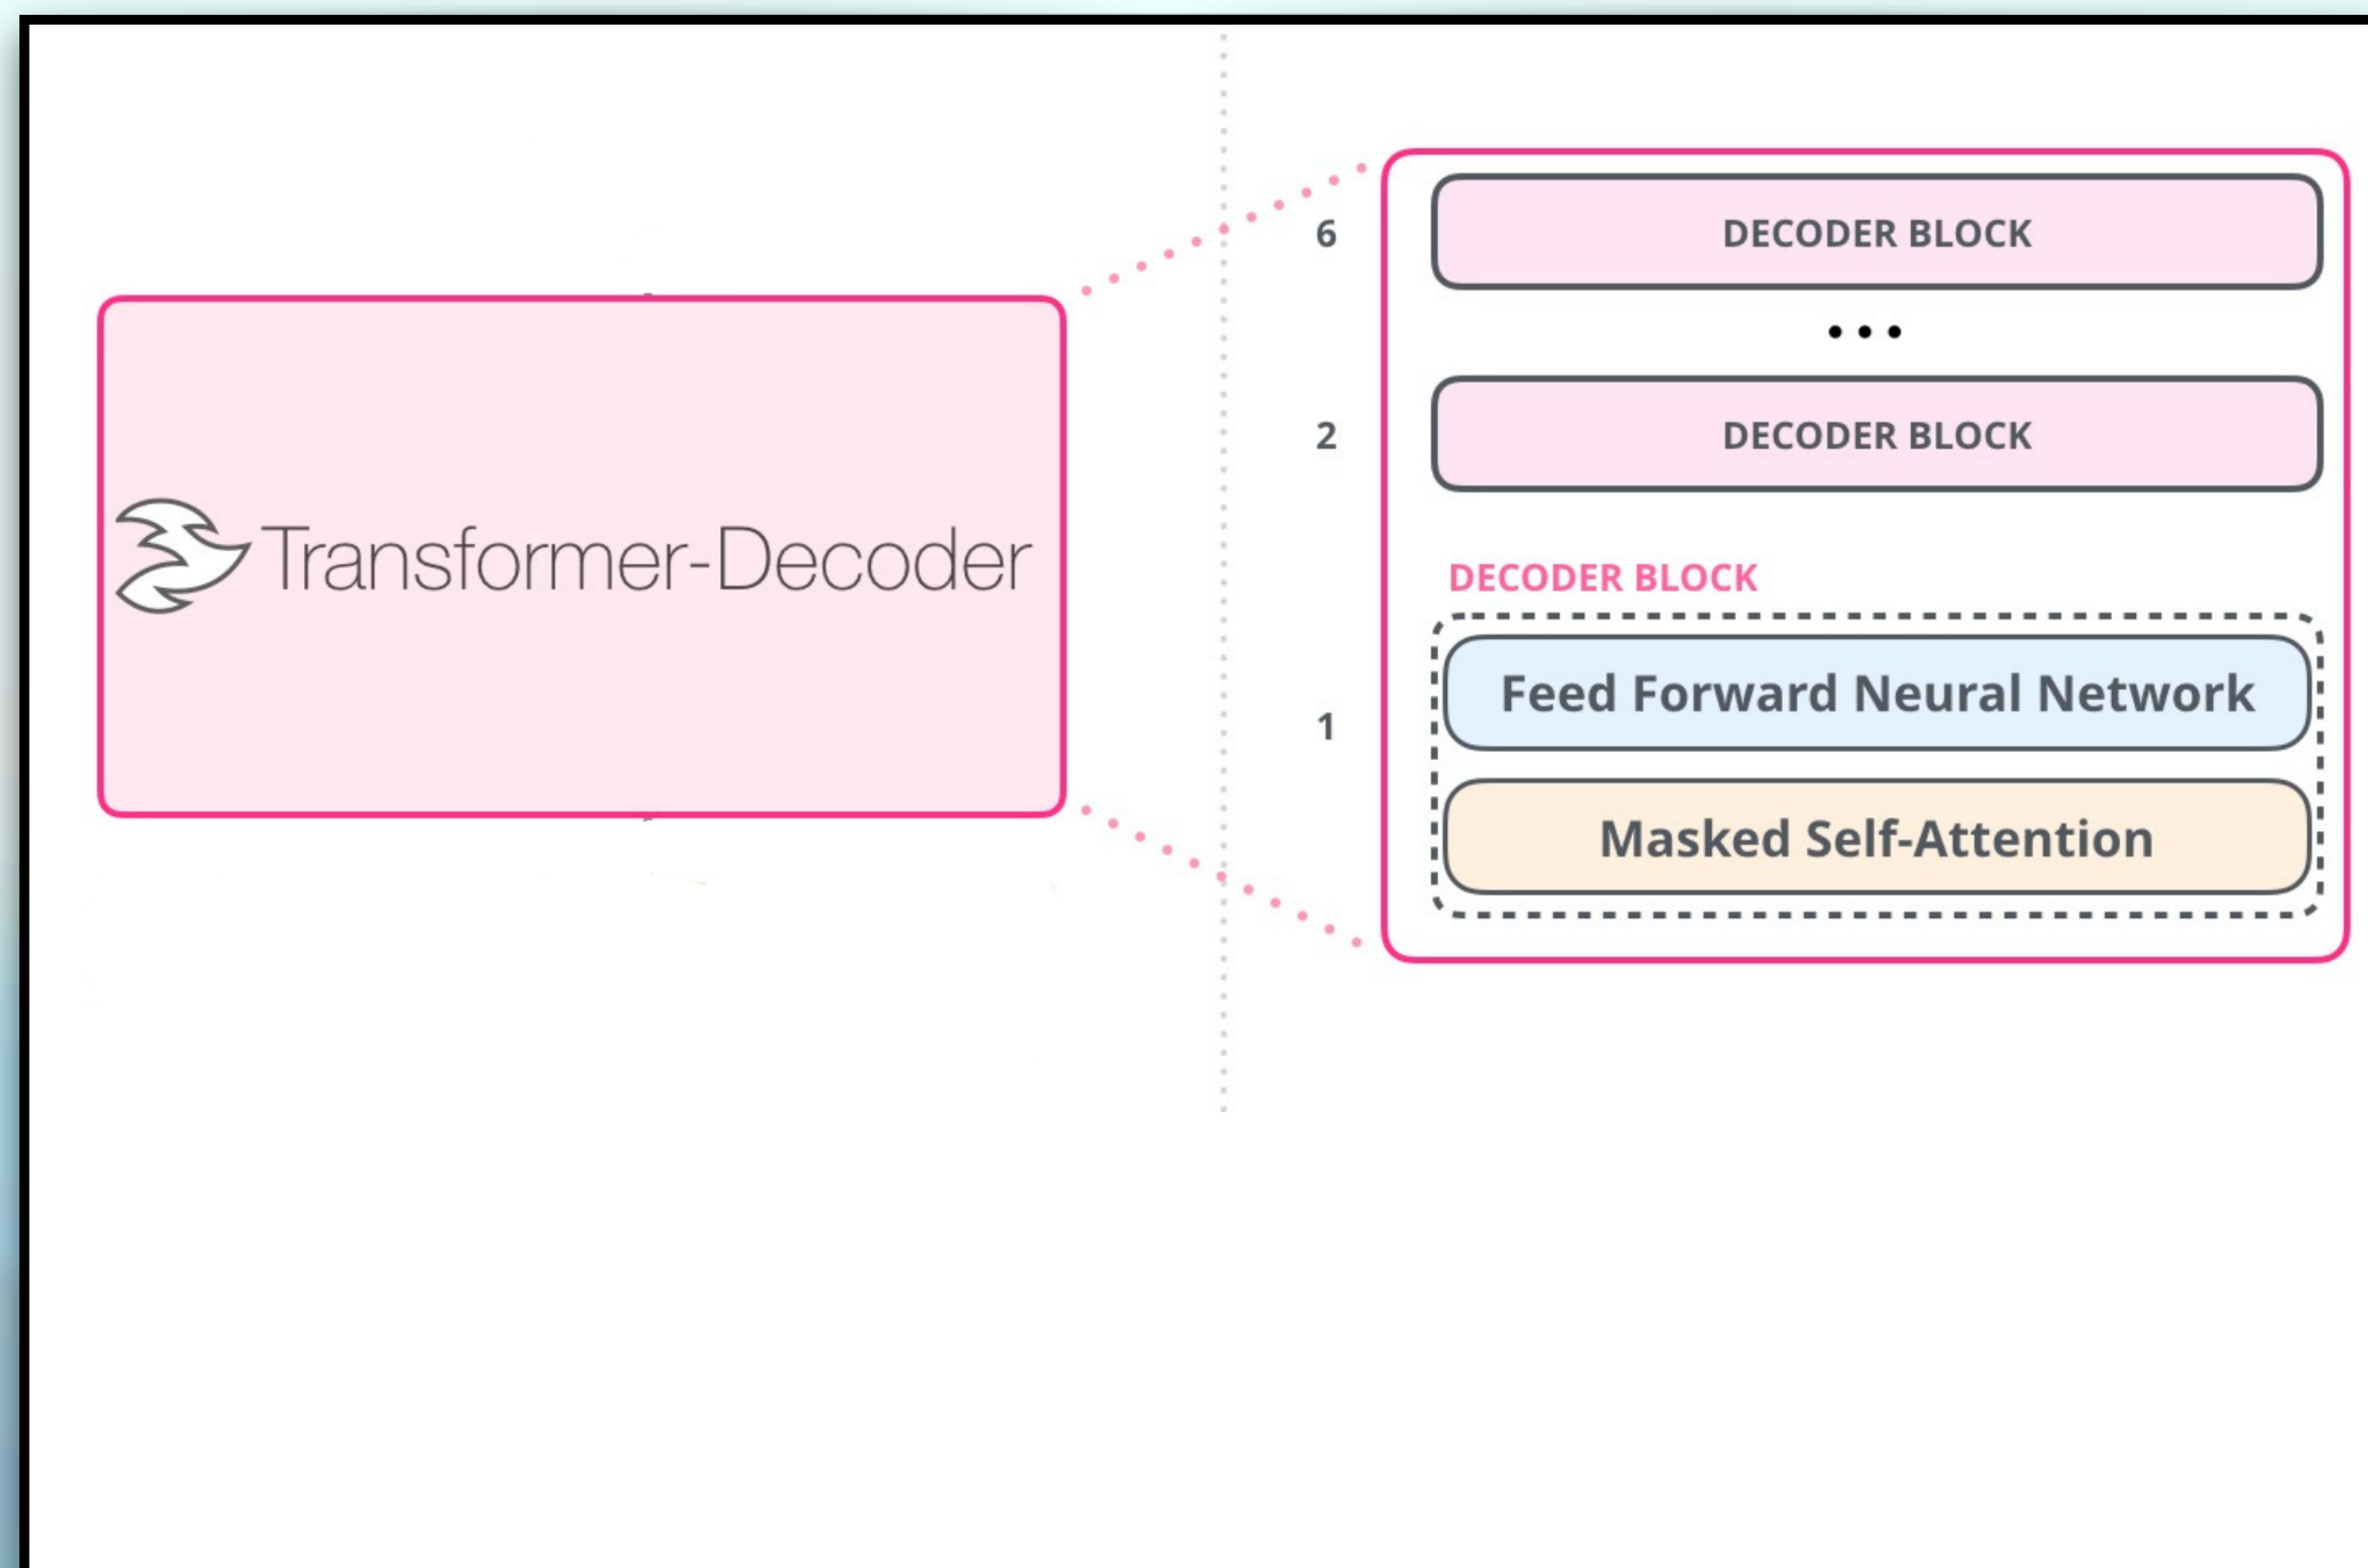 Transformer-Decoder
6
DECODER BLOCK
...
2
DECODER BLOCK
DECODER BLOCK
1
Feed Forward Neural Network
Masked Self-Attention